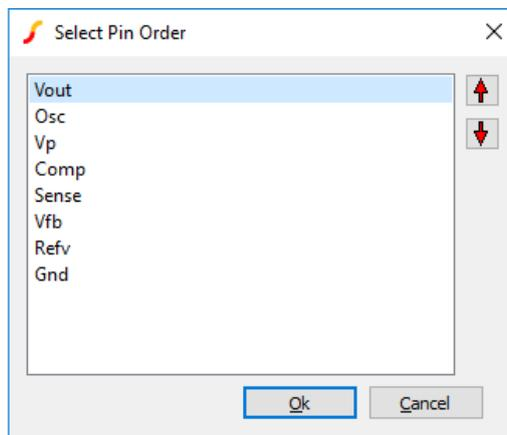 Select Pin Order
Vout
Osc
Vp
Comp
Sense
Vfb
Refv
Gnd
Ok
Cancel